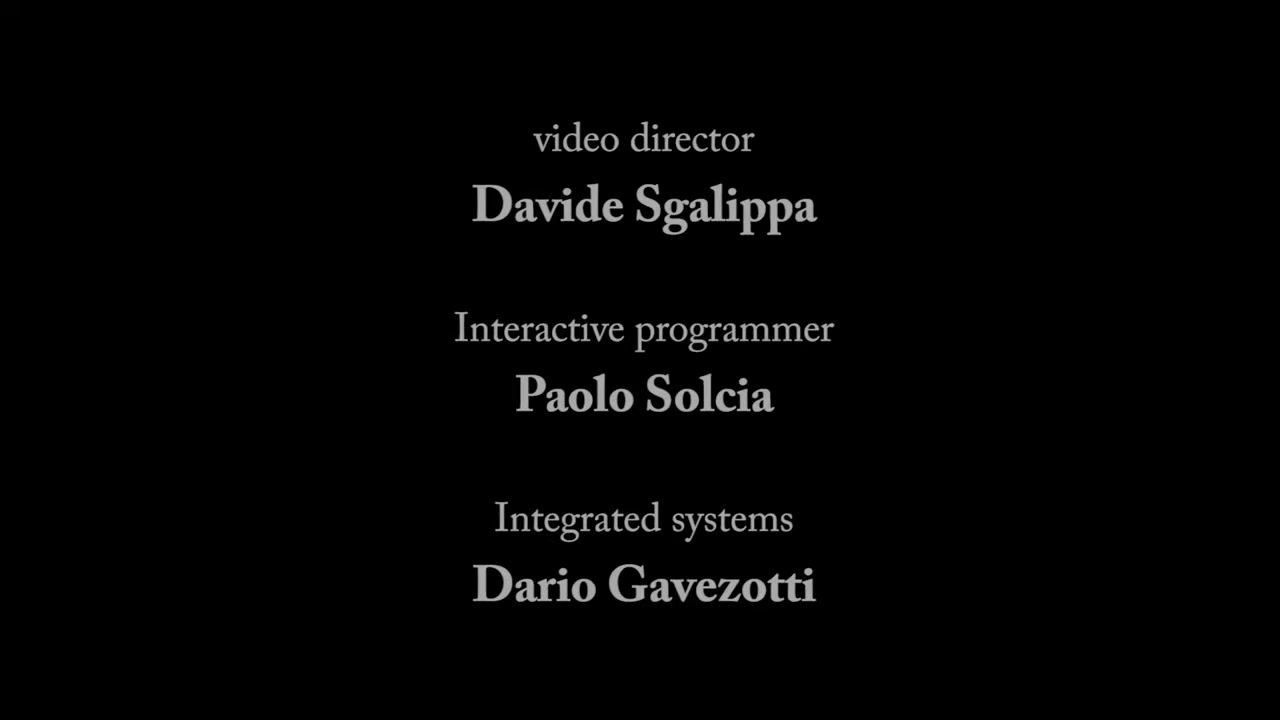 video director
Davide Sgalippa
Interactive programmer
Paolo Solcia
Integrated systems
Dario Gavezotti